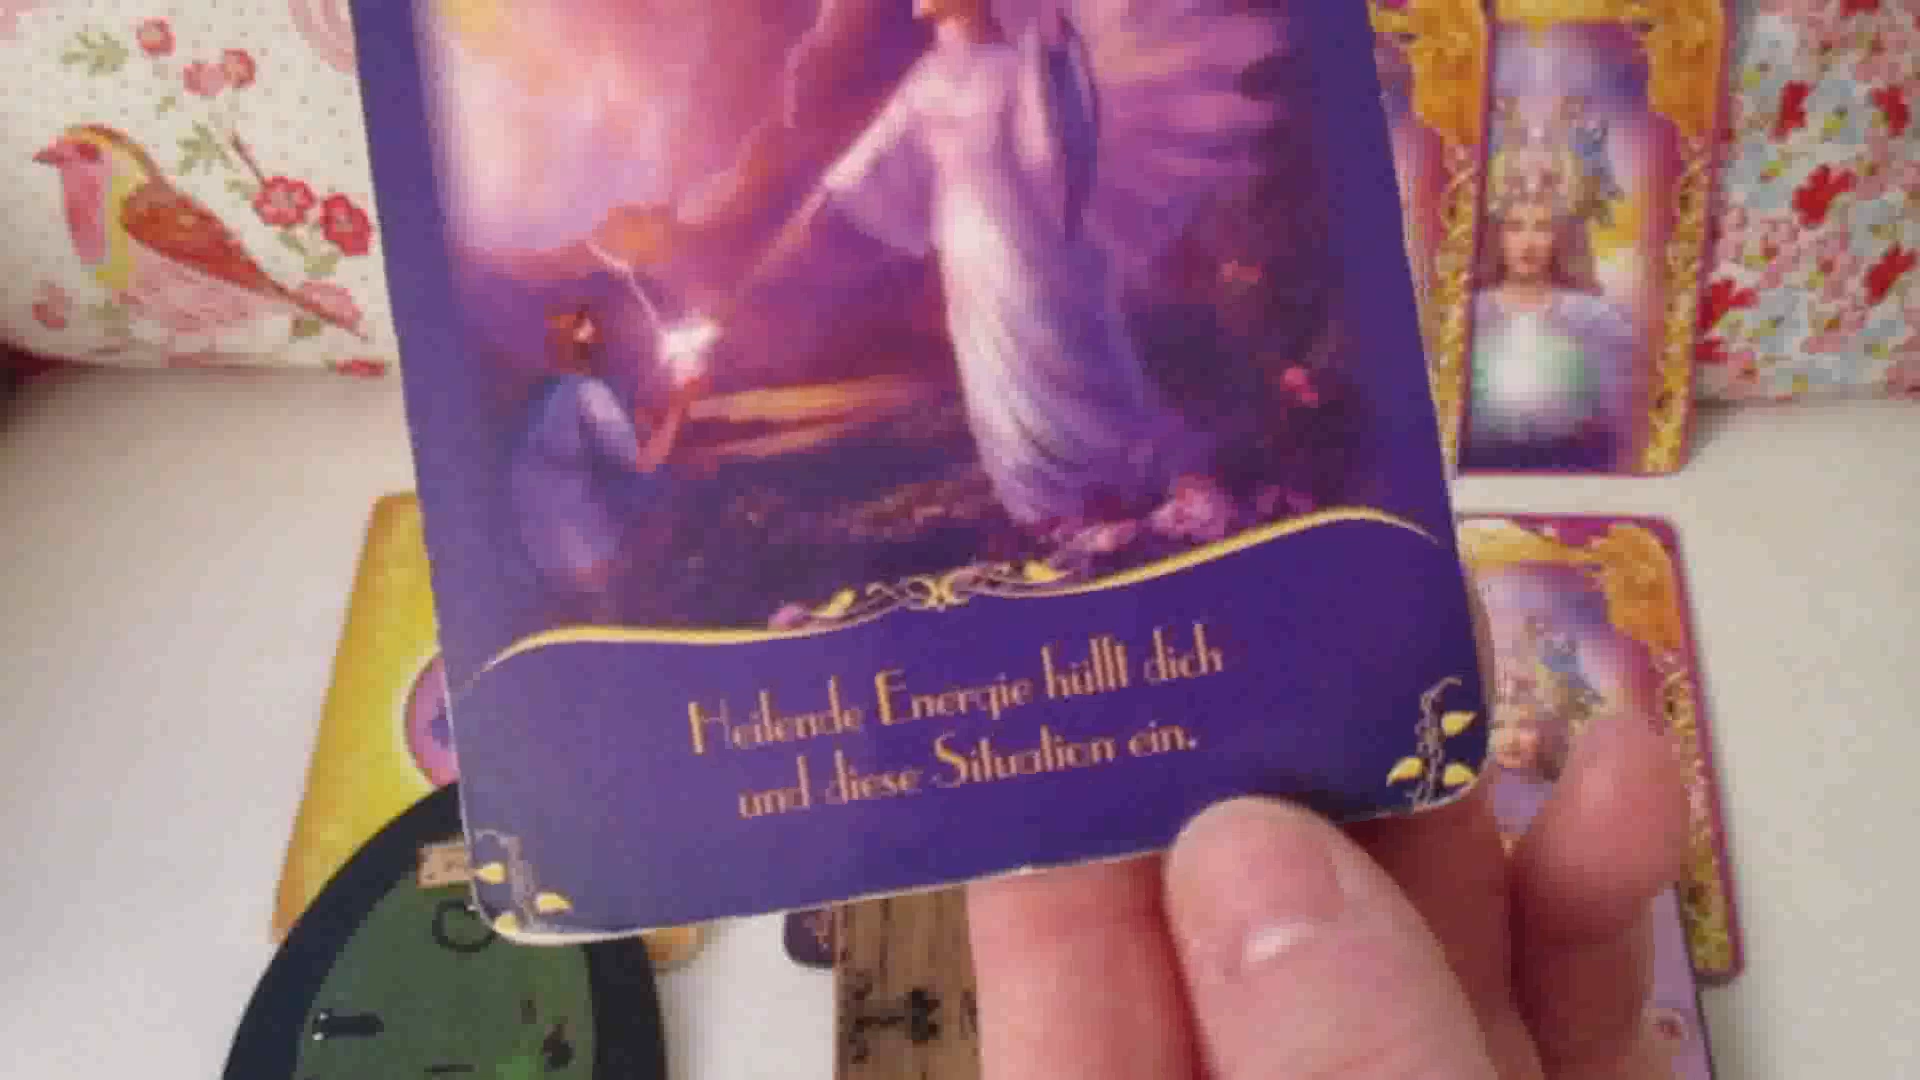 Heilende Energie hüllt dich
und diese Situation ein.